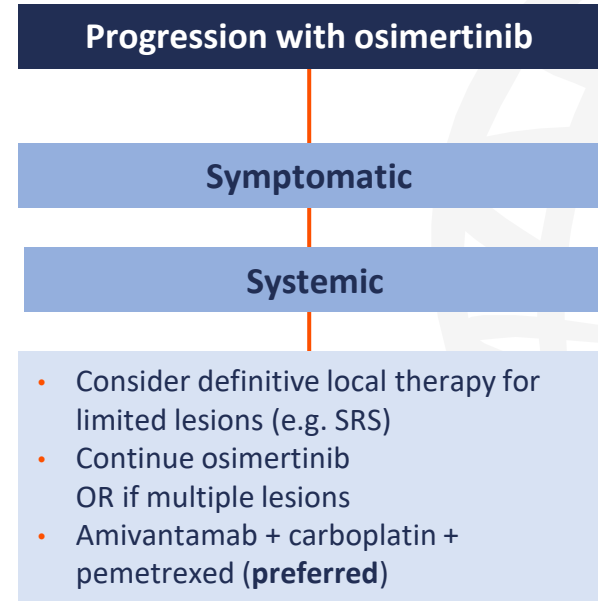 Progression with osimertinib
Symptomatic
Systemic
• Consider definitive local therapy for
limited lesions (e.g. SRS)
• Continue osimertinib
OR if multiple lesions
• Amivantamab + carboplatin +
pemetrexed (preferred)